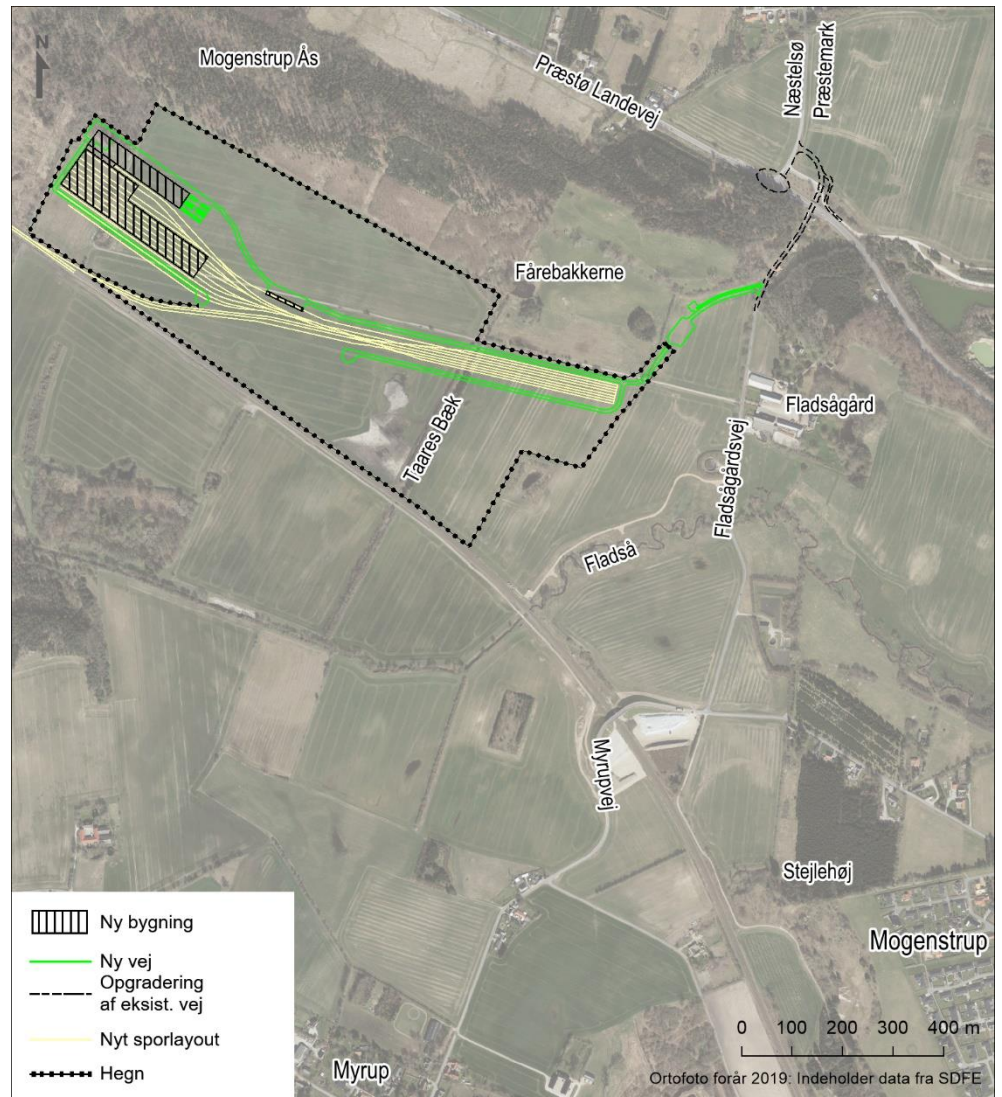 N
Mogenstrup Ås
Præstø Landevej
Næstelsø
Præstemark
Fårebakkerne
Taares Bæk
Fladsågård
Fladsågårdsvej
Fladså
Myrupvej
Stejlehøj
Mogenstrup
Myrup
Ny bygning
Ny vej
Opgradering
af eksist. vej
Nyt sporlayout
Hegn
0 100 200 300 400 m
Ortofoto forår 2019: Indeholder data fra SDFE